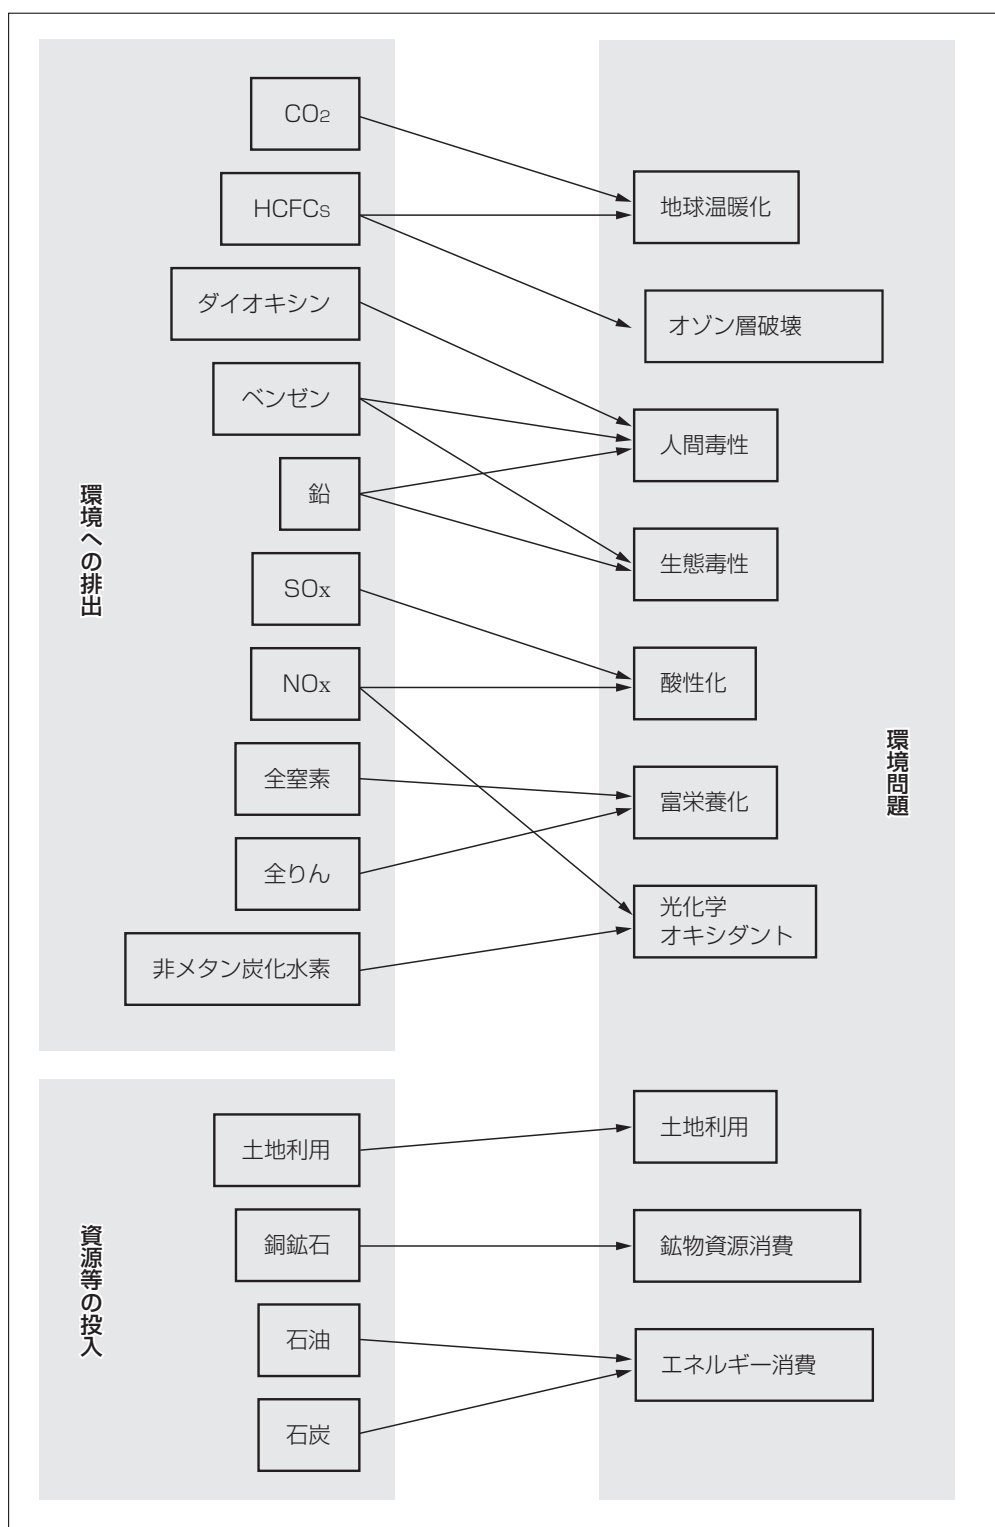 環境への排出
CO2
HCFCs
ダイオキシン
ベンゼン
鉛
SOx
NOx
全窒素
全りん
非メタン炭化水素
資源等の投入
土地利用
銅鉱石
石油
石炭
環境問題
地球温暖化
オゾン層破壊
人間毒性
生態毒性
酸性化
富栄養化
光化学
オキシダント
土地利用
鉱物資源消費
エネルギー消費